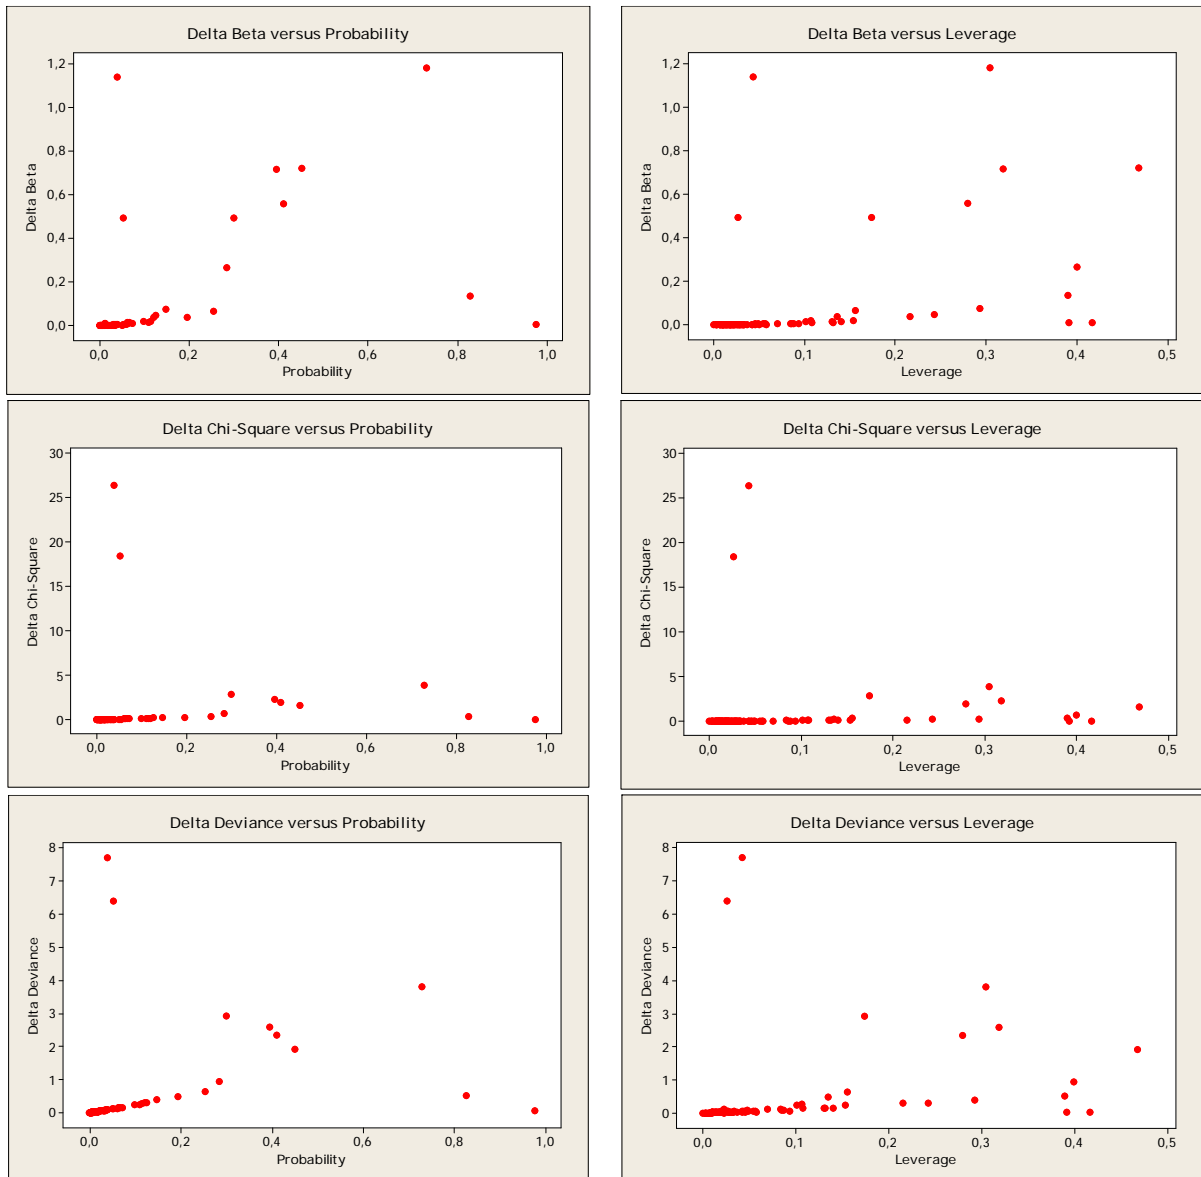 Delta Beta versus Probability
Delta Beta
1,2
1,0
0,8
0,6
0,4
0,2
0,0
0,0 0,2 0,4 0,6 0,8 1,0
Probability
Delta Beta versus Leverage
Delta Beta
1,2
1,0
0,8
0,6
0,4
0,2
0,0
0,0 0,1 0,2 0,3 0,4 0,5
Leverage
Delta Chi-Square versus Probability
Delta Chi-Square
30
25
20
15
10
5
0
0,0 0,2 0,4 0,6 0,8 1,0
Probability
Delta Chi-Square versus Leverage
Delta Chi-Square
30
25
20
15
10
5
0
0,0 0,1 0,2 0,3 0,4 0,5
Leverage
Delta Deviance versus Probability
Delta Deviance
8
7
6
5
4
3
2
1
0
0,0 0,2 0,4 0,6 0,8 1,0
Probability
Delta Deviance versus Leverage
Delta Deviance
8
7
6
5
4
3
2
1
0
0,0 0,1 0,2 0,3 0,4 0,5
Leverage